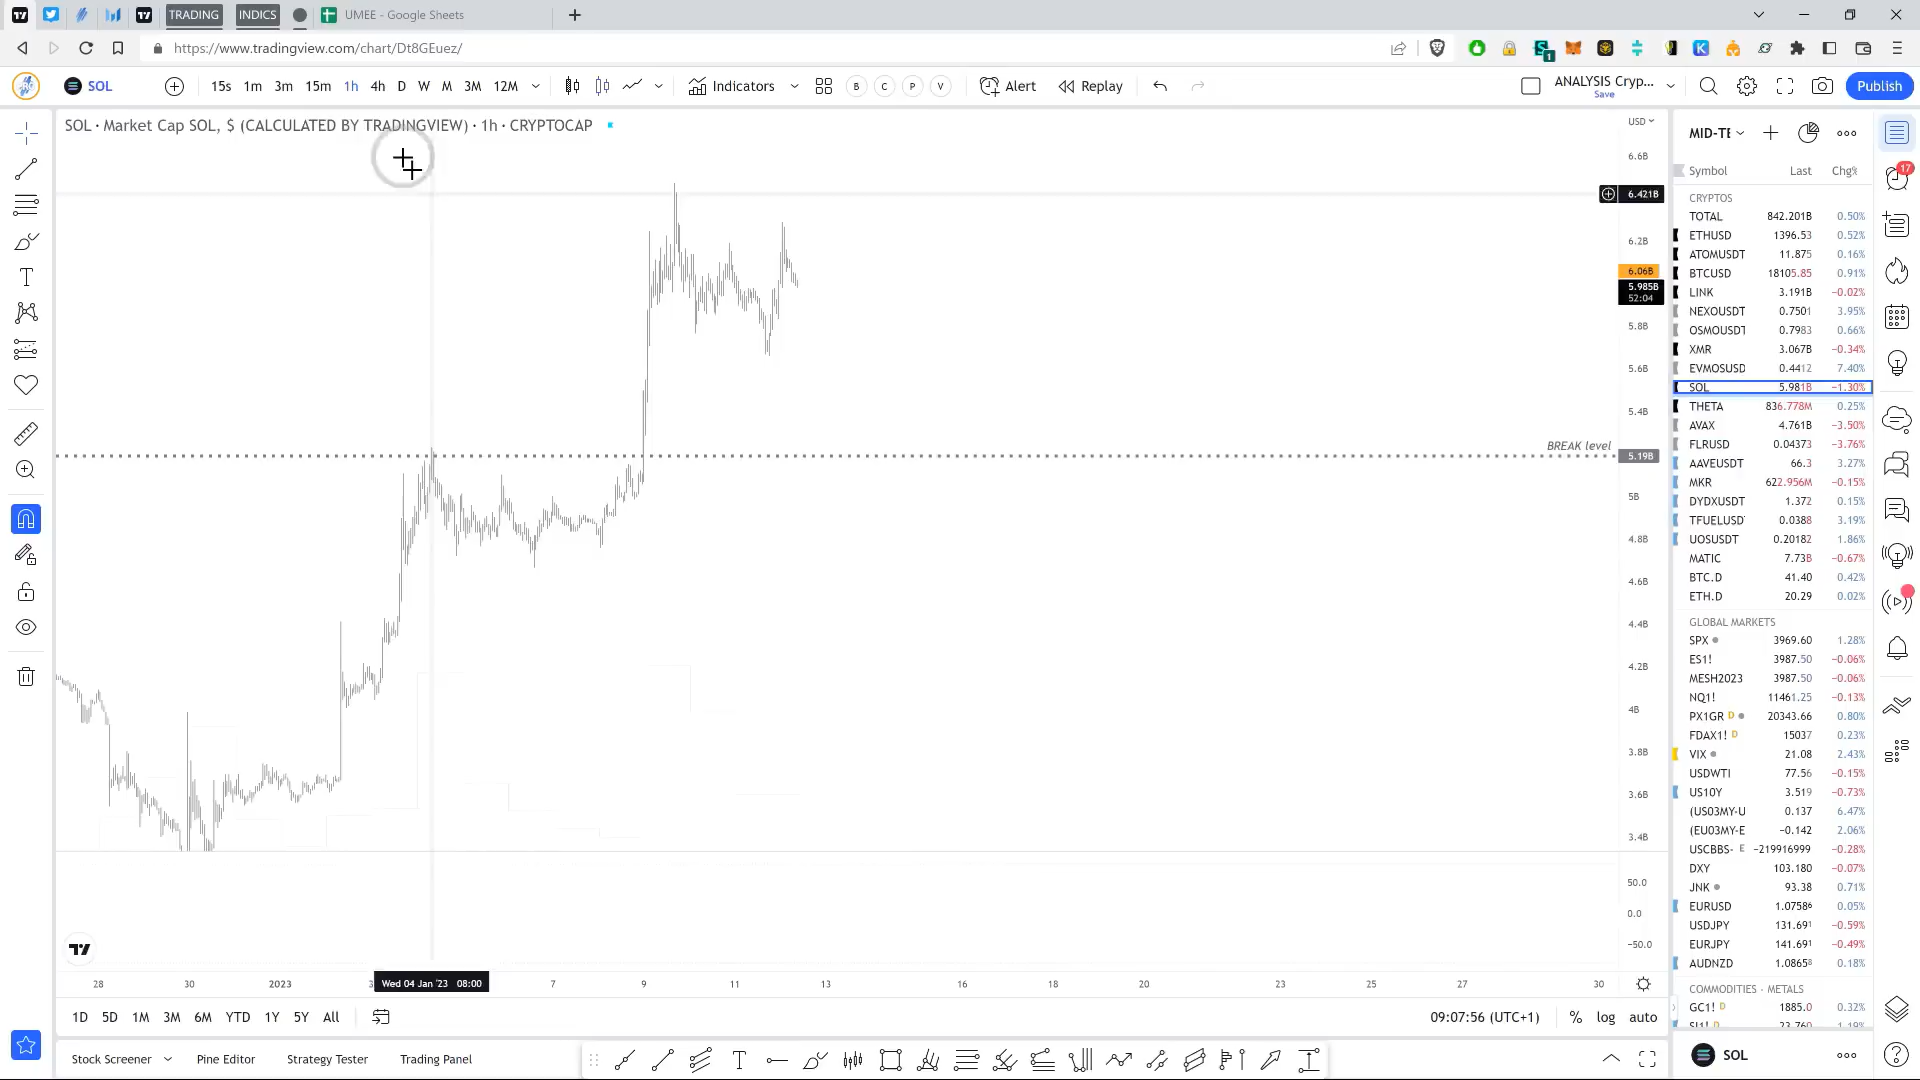 TRADING INDICS UMEE - Google Sheets
https://www.tradingview.com/chart/Dt8GEuez/
SOL 15s 1m 3m 15m 1h 4h D W M 3M 12M Indicators B C P V Alert Replay ANALYSIS Cryp... Save Publish
SOL · Market Cap SOL, $ (CALCULATED BY TRADINGVIEW) · 1h · CRYPTOCAP
USD
6.6B
6.421B
6.2B
6.06B
5.985B
52:04
5.8B
5.6B
5.4B
BREAK level
5.19B
5B
4.8B
4.6B
4.4B
4.2B
4B
3.8B
3.6B
3.4B
50.0
0.0
−50.0
28 30 2023 3 Wed 04 Jan '23 08:00 7 9 11 13 16 18 20 23 25 27 30
1D 5D 1M 3M 6M YTD 1Y 5Y All 09:07:56 (UTC+1) % log auto
Stock Screener Pine Editor Strategy Tester Trading Panel
MID-TE
17
Symbol Last Chg%
CRYPTOS
TOTAL 842.201B 0.50%
ETHUSD 1396.53 0.52%
ATOMUSDT 11.875 0.16%
BTCUSD 18105.85 0.91%
LINK 3.191B −0.02%
NEXOUSDT 0.7501 3.95%
OSMOUSDT 0.7983 0.66%
XMR 3.067B −0.34%
EVMOSUSD 0.4412 7.40%
SOL 5.981B −1.30%
THETA 836.778M 0.25%
AVAX 4.761B −3.50%
FLRUSD 0.04373 −3.76%
AAVEUSDT 66.3 3.27%
MKR 622.956M −0.15%
DYDXUSDT 1.372 0.15%
TFUELUSD 0.0388 3.19%
UOSUSDT 0.20182 1.86%
MATIC 7.73B −0.67%
BTC.D 41.40 0.42%
ETH.D 20.29 0.02%
GLOBAL MARKETS
SPX 3969.60 1.28%
ES1! 3987.50 −0.06%
MESH2023 3987.50 −0.06%
NQ1! 11461.25 −0.13%
PX1GR D 20343.66 0.80%
FDAX1! D 15037 0.23%
VIX 21.08 2.43%
USDWTI 77.56 −0.15%
US10Y 3.519 −0.73%
(US03MY-U 0.137 6.47%
(EU03MY-E −0.142 2.06%
USCBBS- E −219916999 −0.28%
DXY 103.180 −0.07%
JNK 93.38 0.71%
EURUSD 1.07586 0.05%
USDJPY 131.691 −0.59%
EURJPY 141.691 −0.49%
AUDNZD 1.08658 0.18%
COMMODITIES - METALS
GC1! D 1885.0 0.32%
SI1! D 23.760 1.19%
SOL